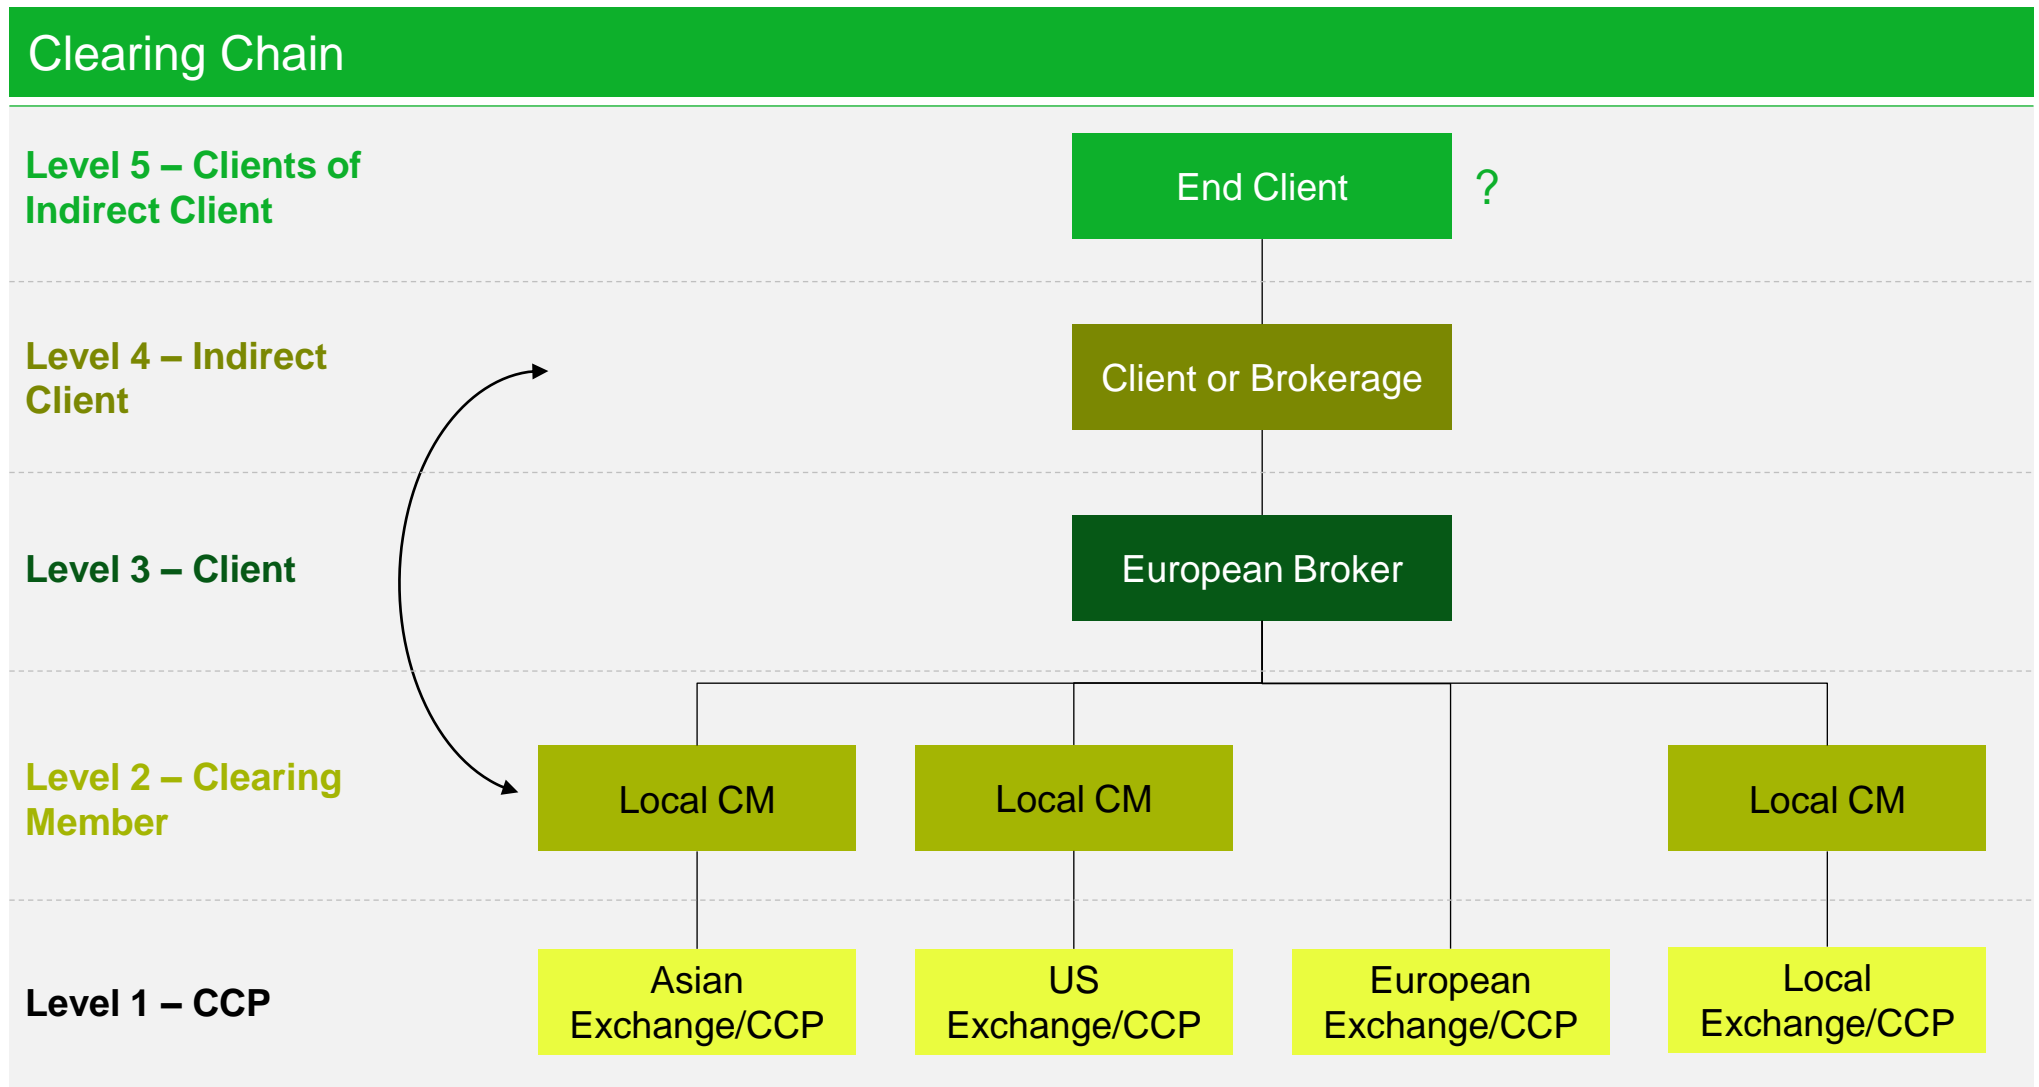 Clearing Chain
Level 5 – Clients of
Indirect Client
End Client
?
Level 4 – Indirect
Client
Client or Brokerage
Level 3 – Client
European Broker
Level 2 – Clearing
Member
Local CM
Local CM
Local CM
Level 1 – CCP
Asian
Exchange/CCP
US
Exchange/CCP
European
Exchange/CCP
Local
Exchange/CCP